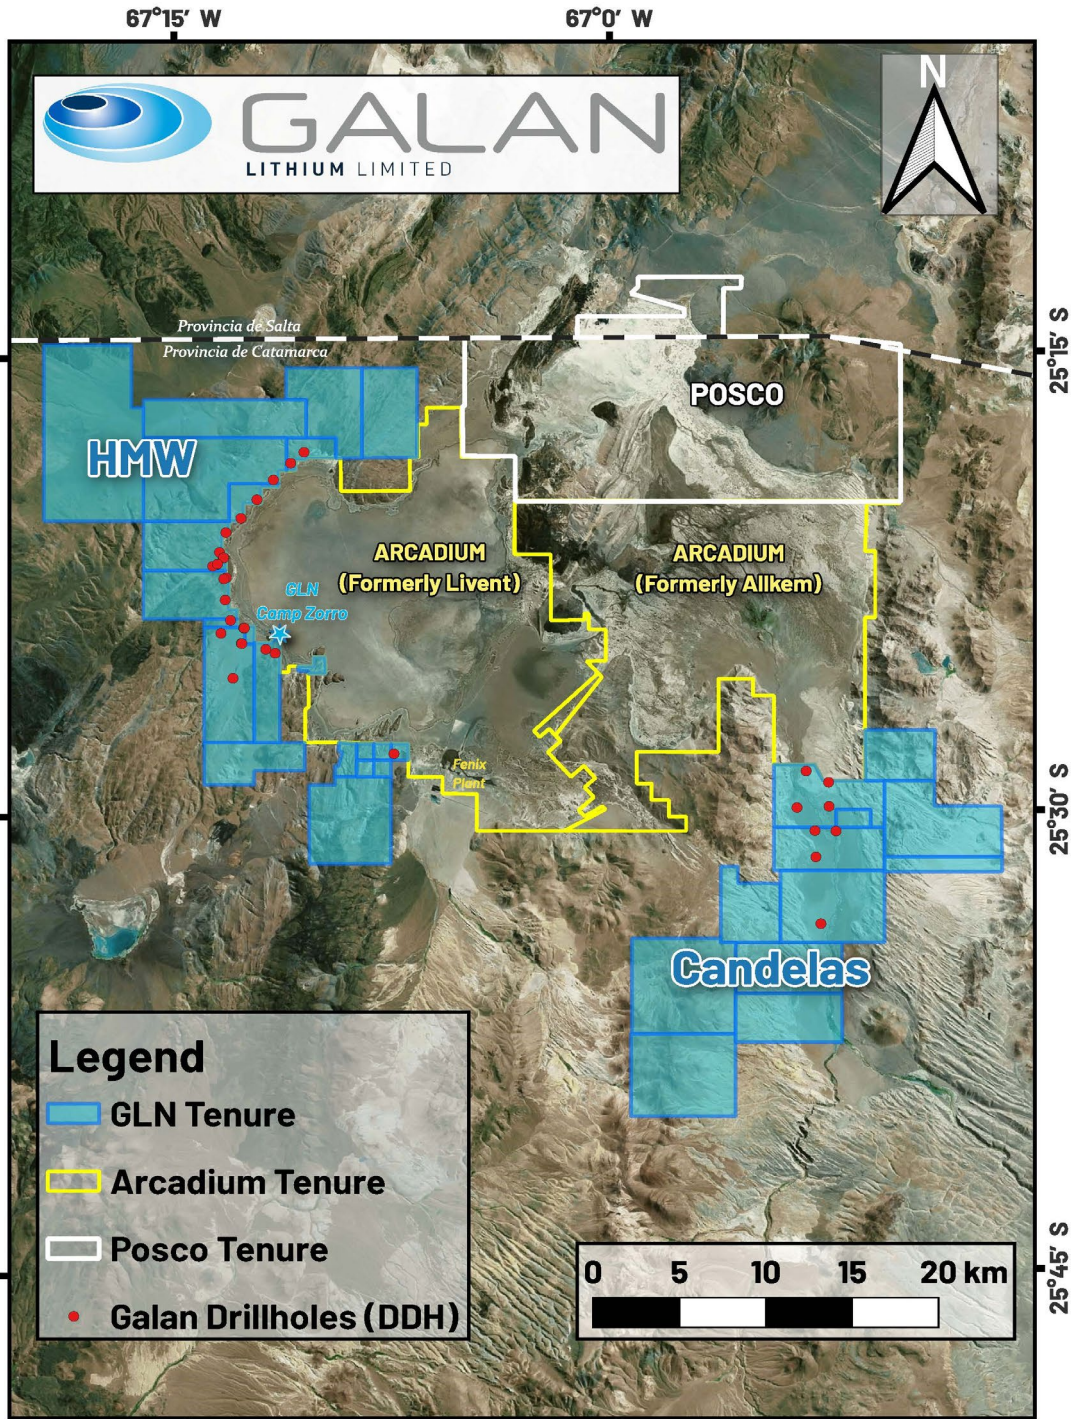 67°15' W
67°0' W
GALAN
LITHIUM LIMITED
N
Provincia de Salta
Provincia de Catamarca
25°15' S
POSCO
HMW
ARCADIUM
(Formerly Livent)
ARCADIUM
(Formerly Allkem)
GLN
Camp Zorro
Fenix
Plant
25°30' S
Candelas
Legend
GLN Tenure
Arcadium Tenure
Posco Tenure
Galan Drillholes (DDH)
0 5 10 15 20 km
25°45' S